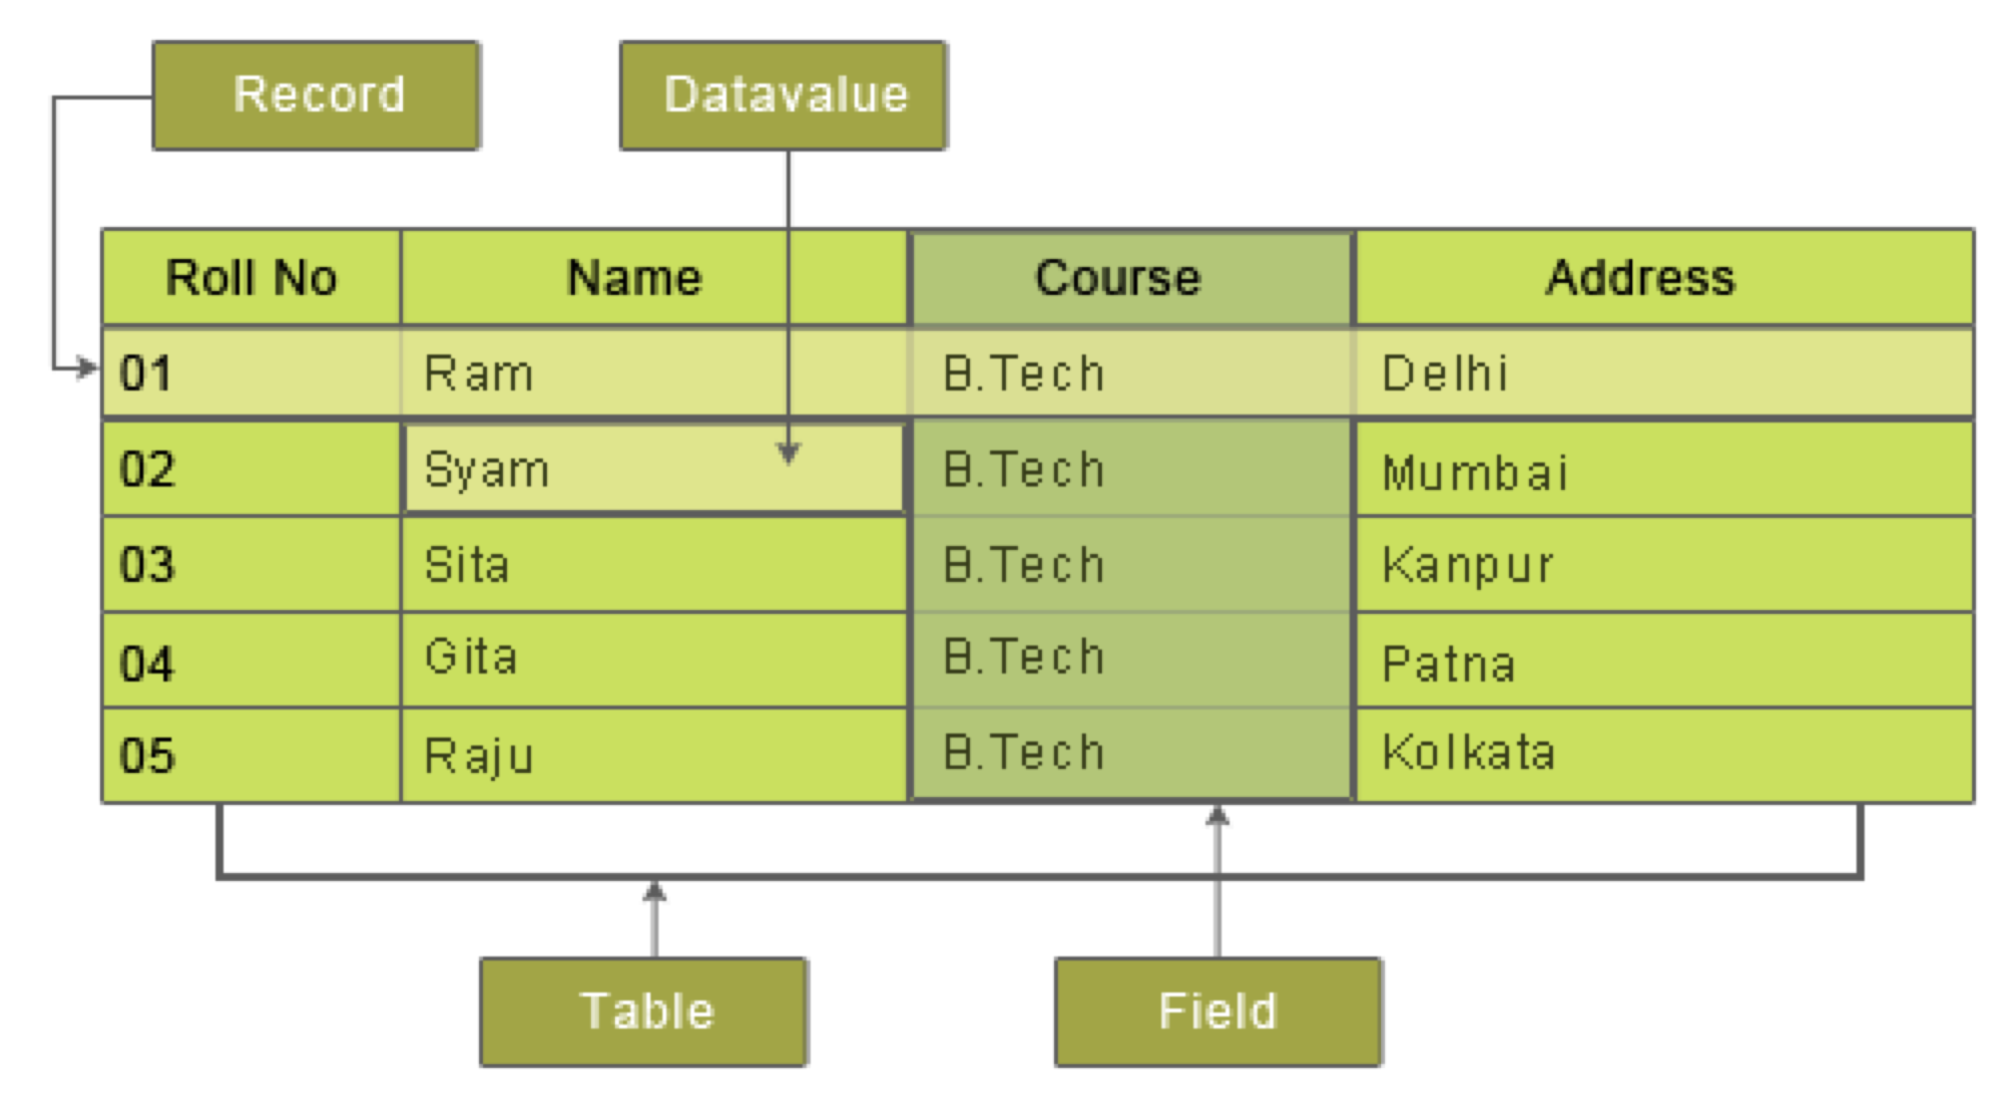 Record Datavalue
Roll No Name Course Address
01 Ram B.Tech Delhi
02 Syam B.Tech Mumbai
03 Sita B.Tech Kanpur
04 Gita B.Tech Patna
05 Raju B.Tech Kolkata
Table Field